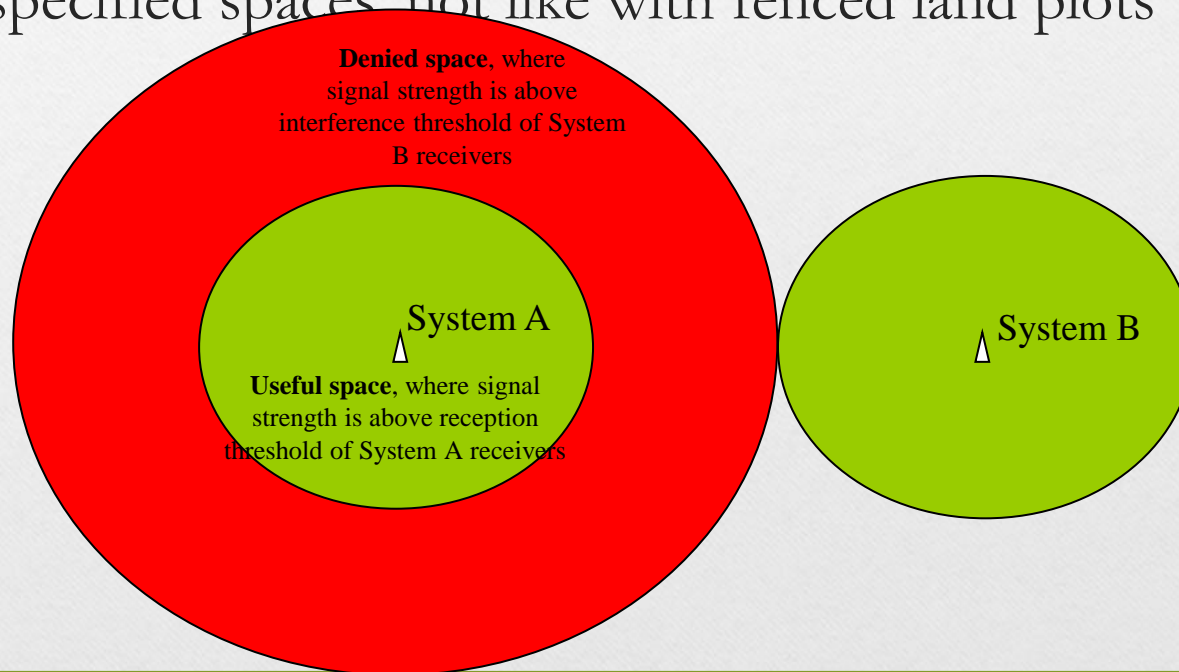 specified spaces, not like with fenced land plots
Denied space, where
signal strength is above
interference threshold of System
B receivers
System A
System B
Useful space, where signal
strength is above reception
threshold of System A receivers